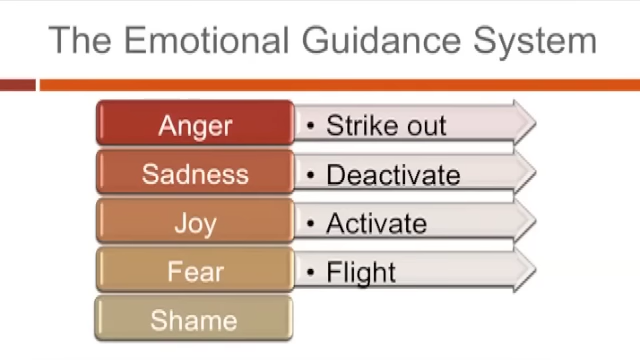 The Emotional Guidance System
Anger • Strike out
Sadness • Deactivate
Joy • Activate
Fear • Flight
Shame